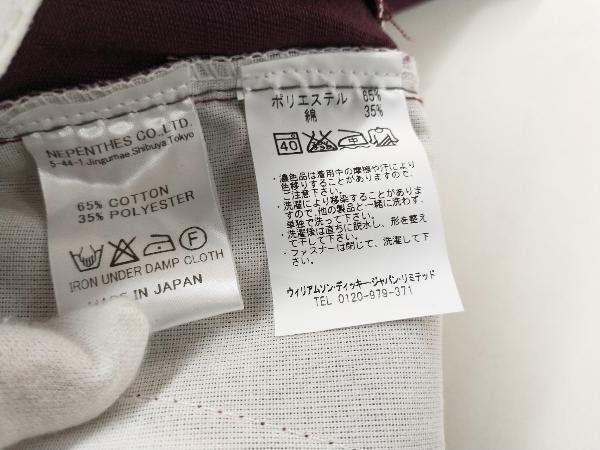 NEPENTHES CO.,LTD.
5-44-1.Jingumae,Shibuya Tokyo
65% COTTON
35% POLYESTER
F
IRON UNDER DAMP CLOTH
MADE IN JAPAN
ポリエステル 65%
綿 35%
40
・濃色品は着用中の摩擦や汗により
色移りすることがありますので、
ご注意下さい。
・洗濯により移染することがありま
すので、他の製品と一緒に洗わず、
単独で洗って下さい。
・洗濯後は直ちに脱水し、形を整え
て干して下さい。
・ファスナーは閉じて、洗濯して下
さい。
ウィリアムソン・ディッキー・ジャパン・リミテッド
TEL 0120-979-371